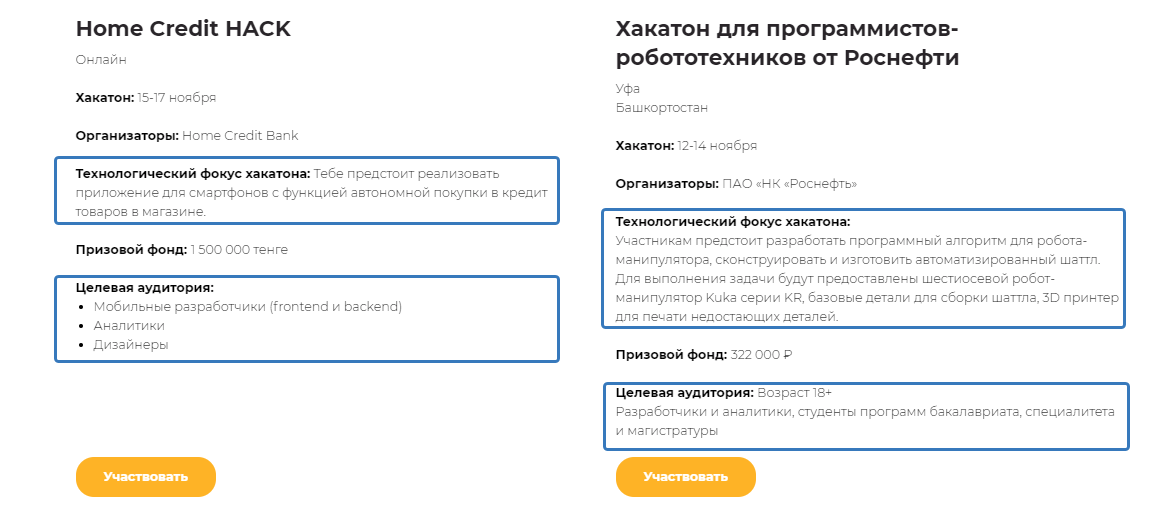 Home Credit HACK
Онлайн
Хакатон: 15-17 ноября
Организаторы: Home Credit Bank
Технологический фокус хакатона: Тебе предстоит реализовать
приложение для смартфонов с функцией автономной покупки в кредит
товаров в магазине.
Призовой фонд: 1 500 000 тенге
Целевая аудитория:
• Мобильные разработчики (frontend и backend)
• Аналитики
• Дизайнеры
Участвовать
Хакатон для программистов-
робототехников от Роснефти
Уфа
Башкортостан
Хакатон: 12-14 ноября
Организаторы: ПАО «НК «Роснефть»
Технологический фокус хакатона:
Участникам предстоит разработать программный алгоритм для робота-
манипулятора, сконструировать и изготовить автоматизированный шаттл.
Для выполнения задачи будут предоставлены шестиосевой робот-
манипулятор Kuka серии KR, базовые детали для сборки шаттла, 3D принтер
для печати недостающих деталей.
Призовой фонд: 322 000 ₽
Целевая аудитория: Возраст 18+
Разработчики и аналитики, студенты программ бакалавриата, специалитета
и магистратуры
Участвовать